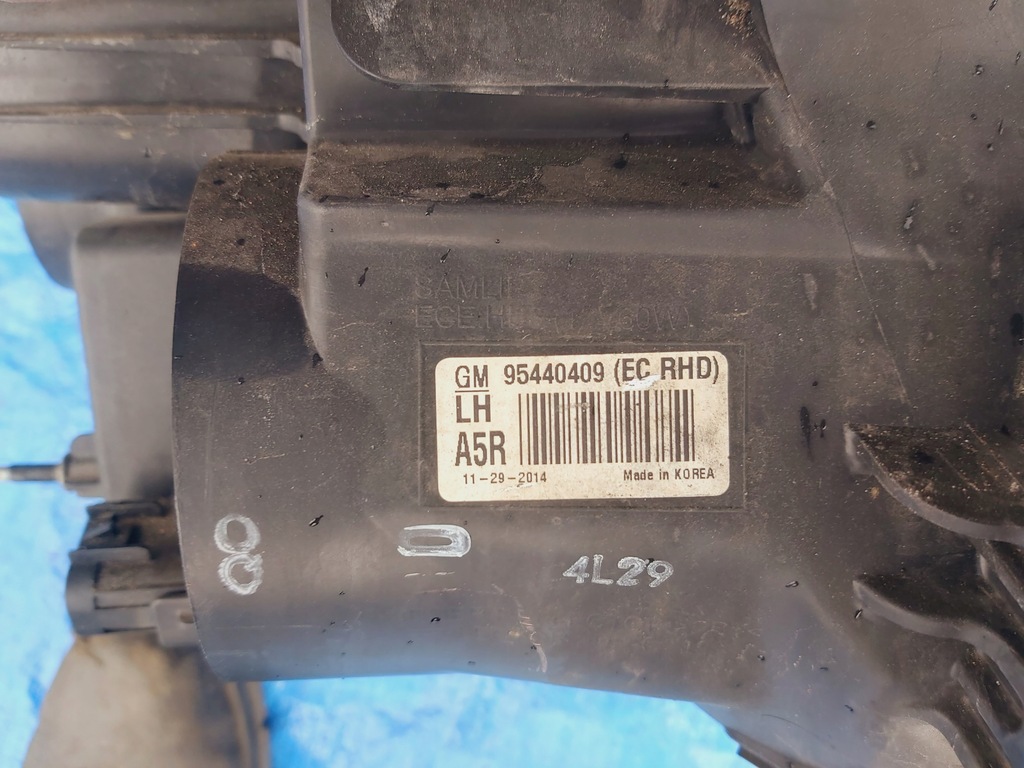 GM 95440409 (EC RHD)
LH
A5R
11-29-2014 Made in KOREA
4L29